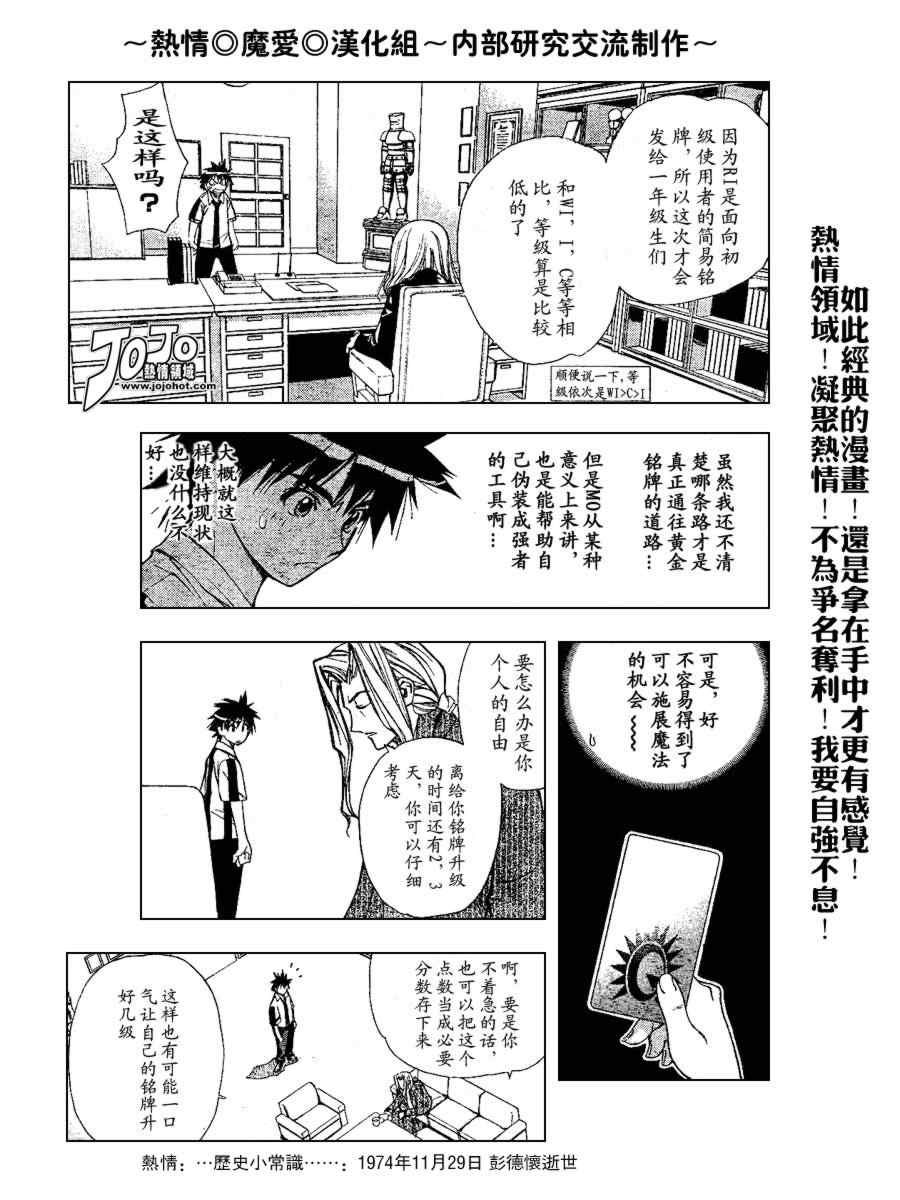 ～熱情◎魔愛◎漢化組～内部研究交流制作～
因为RI是面向初
级使用者的简易铭
牌，所以这次才会
发给一年级生们
和WI，I，C等等相
比，等级算是比较
低的了
是这样吗？
顺便说一下，等
级依次是WI>C>I
JOJO
熱情領域
www.jojohot.com
虽然我还不清
楚哪条路才是
真正通往黄金
铭牌的道路…
但是MO从某种
意义上来讲，
也是能帮助自
己伪装成强者
的工具啊…
大概就这
样维持现状
也没什么不
好…
可是，好
不容易得到了
可以施展魔法
的机会~~~
要怎么办是你
个人的自由
离给你铭牌升级
的时间还有2，3
天，你可以仔细
考虑
啊，要是你
不着急的话，
也可以把这个
点数当成必要
分数存下来
这样也有可能一口
气让自己的铭牌升
好几级
如此經典的漫畫！還是拿在手中才更有感覺！
熱情領域！凝聚熱情！不為爭名奪利！我要自強不息！
熱情：…歷史小常識……：1974年11月29日 彭德懷逝世